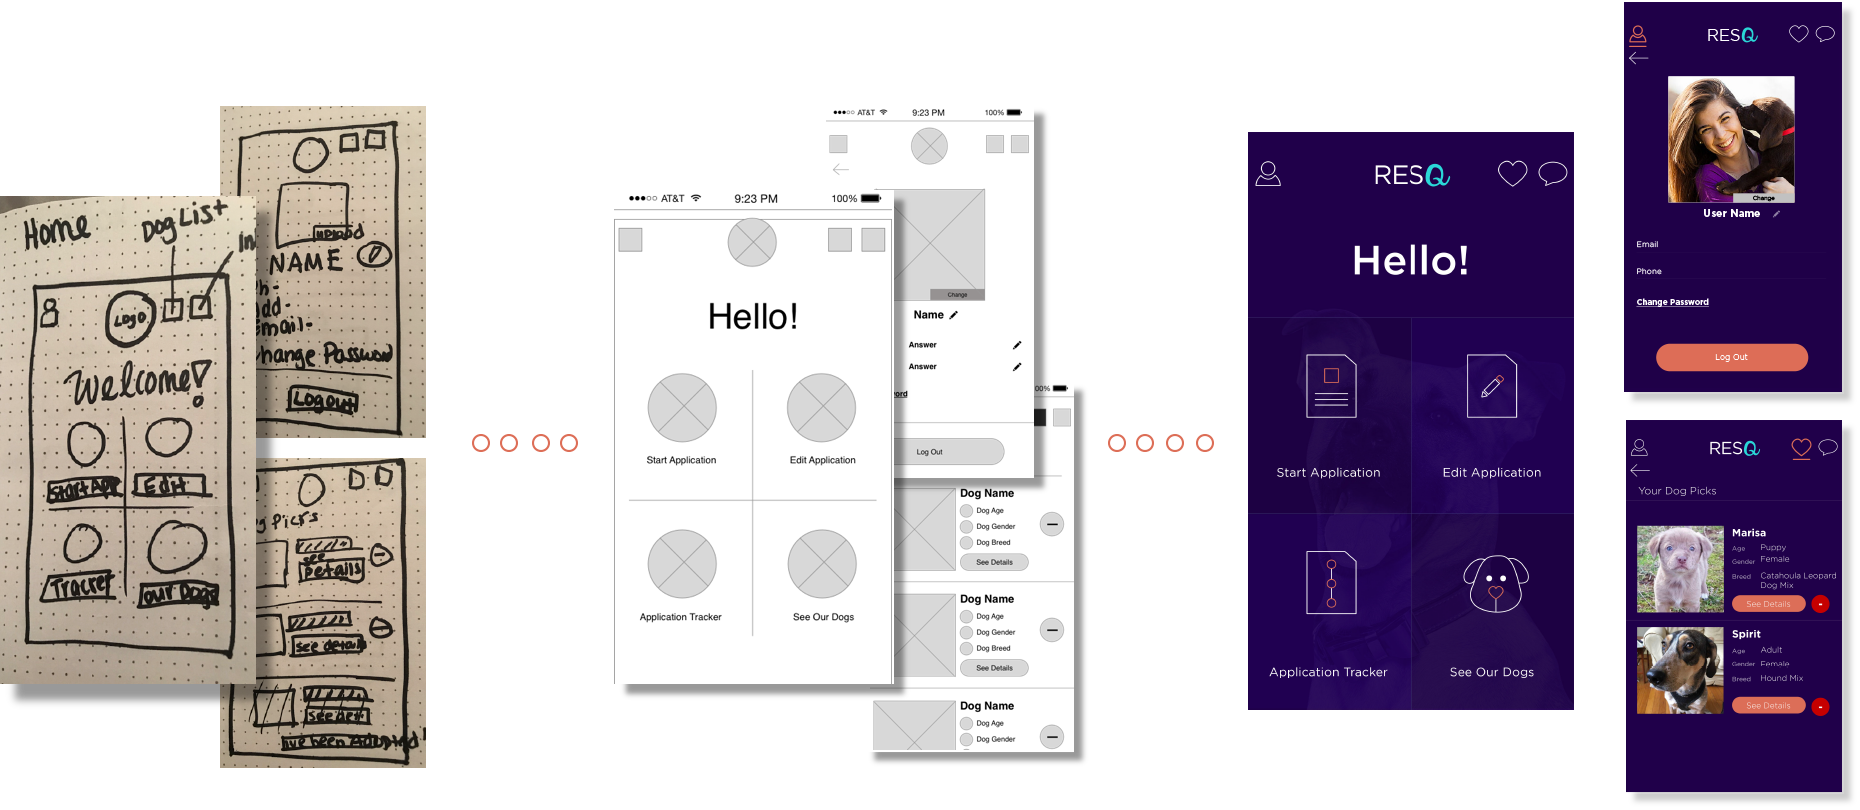 Home
Dog List
In
Logo
Welcome!
Start App
Edit
Tracker
our Dogs
upload
NAME
Email-
Change Password
Logout
Picks
see
Details
see details
see det
have been Adopted!
AT&T 9:23 PM 100%
Hello!
Start Application
Edit Application
Application Tracker
See Our Dogs
AT&T 9:23 PM 100%
Change
Name
Answer
Answer
ord
Log Out
00%
Dog Name
Dog Age
Dog Gender
Dog Breed
See Details
Dog Name
Dog Age
Dog Gender
Dog Breed
See Details
Dog Name
Dog Age
Dog Gender
RESQ
Hello!
Start Application
Edit Application
Application Tracker
See Our Dogs
RESQ
Change
User Name
Email
Phone
Change Password
Log Out
RESQ
Your Dog Picks
Marisa
Age Puppy
Gender Female
Breed Catahoula Leopard
Dog Mix
See Details
Spirit
Age Adult
Gender Female
Breed Hound Mix
See Details